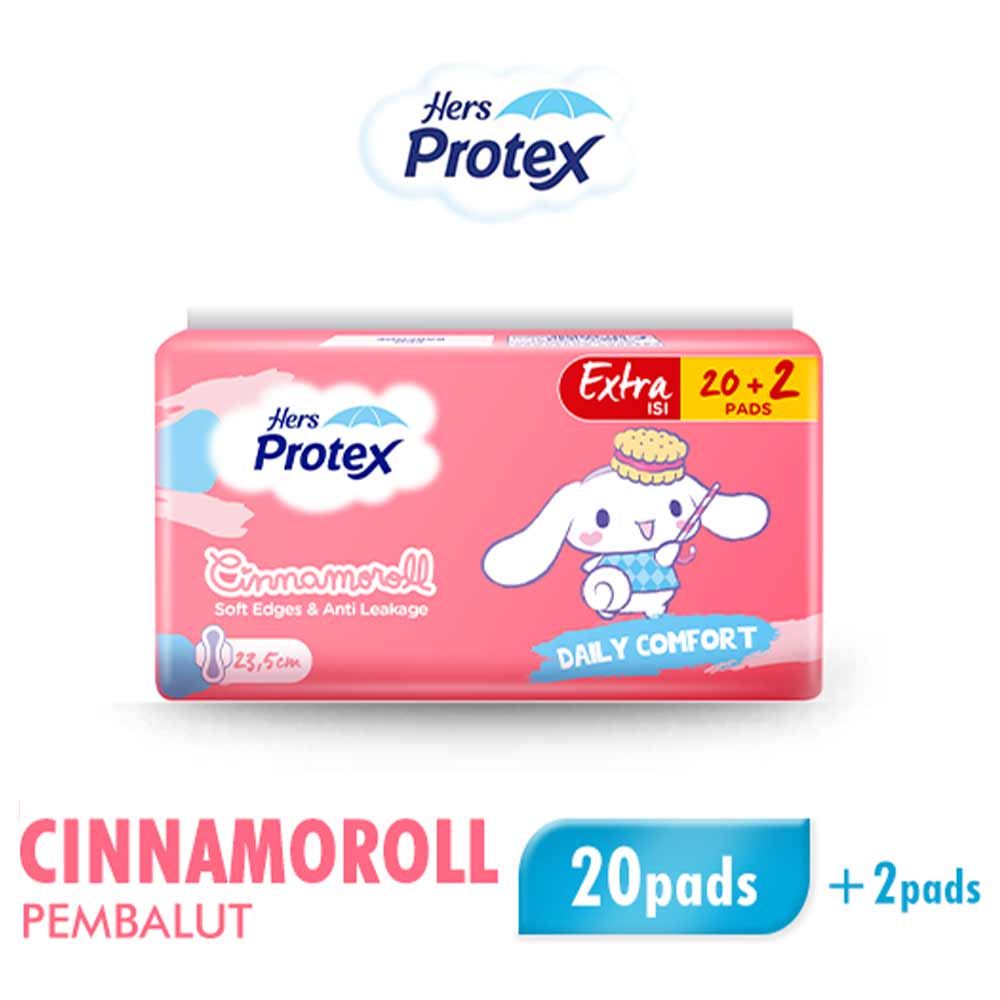 Hers
Protex
Extra
ISI
20 + 2
PADS
Hers
Protex
Cinnamoroll
Soft Edges & Anti Leakage
23,5cm
DAILY COMFORT
CINNAMOROLL
PEMBALUT
20pads
+2pads